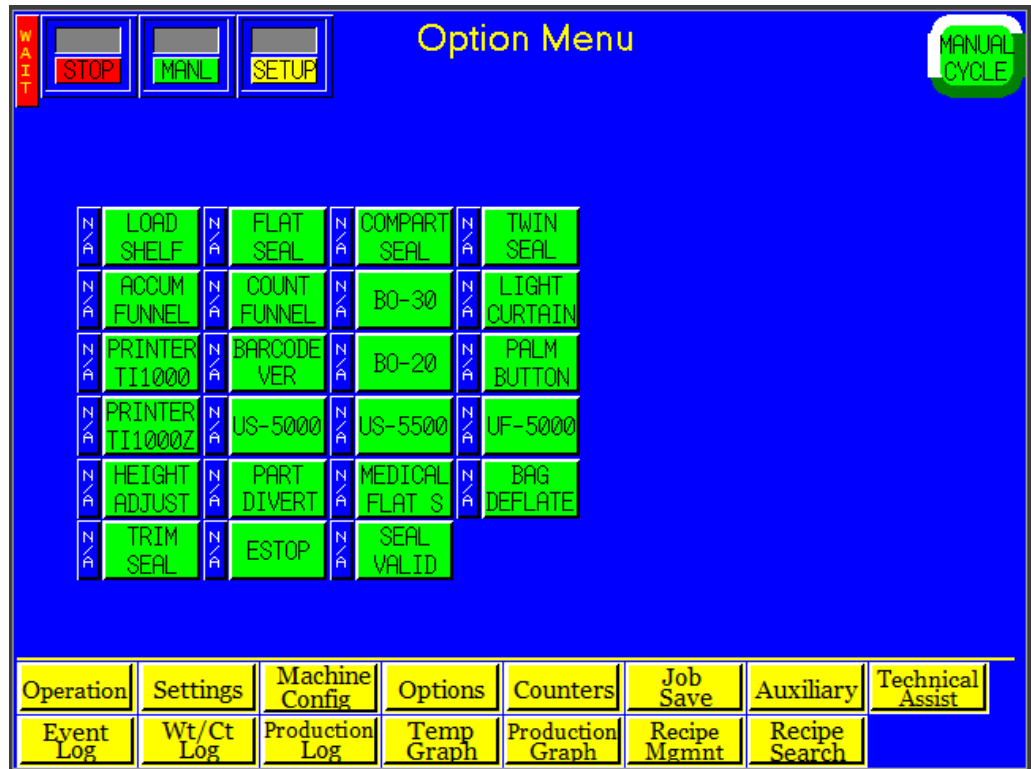 WAIT
STOP
MANL
SETUP
Option Menu
MANUAL
CYCLE
N/A
LOAD
SHELF
N/A
FLAT
SEAL
N/A
COMPART
SEAL
N/A
TWIN
SEAL
N/A
ACCUM
FUNNEL
N/A
COUNT
FUNNEL
N/A
BO-30
N/A
LIGHT
CURTAIN
N/A
PRINTER
TI1000
N/A
BARCODE
VER
N/A
BO-20
N/A
PALM
BUTTON
N/A
PRINTER
TI1000Z
N/A
US-5000
N/A
US-5500
N/A
UF-5000
N/A
HEIGHT
ADJUST
N/A
PART
DIVERT
N/A
MEDICAL
FLAT S
N/A
BAG
DEFLATE
N/A
TRIM
SEAL
N/A
ESTOP
N/A
SEAL
VALID
Operation
Settings
Machine
Config
Options
Counters
Job
Save
Auxiliary
Technical
Assist
Event
Log
Wt/Ct
Log
Production
Log
Temp
Graph
Production
Graph
Recipe
Mgmnt
Recipe
Search